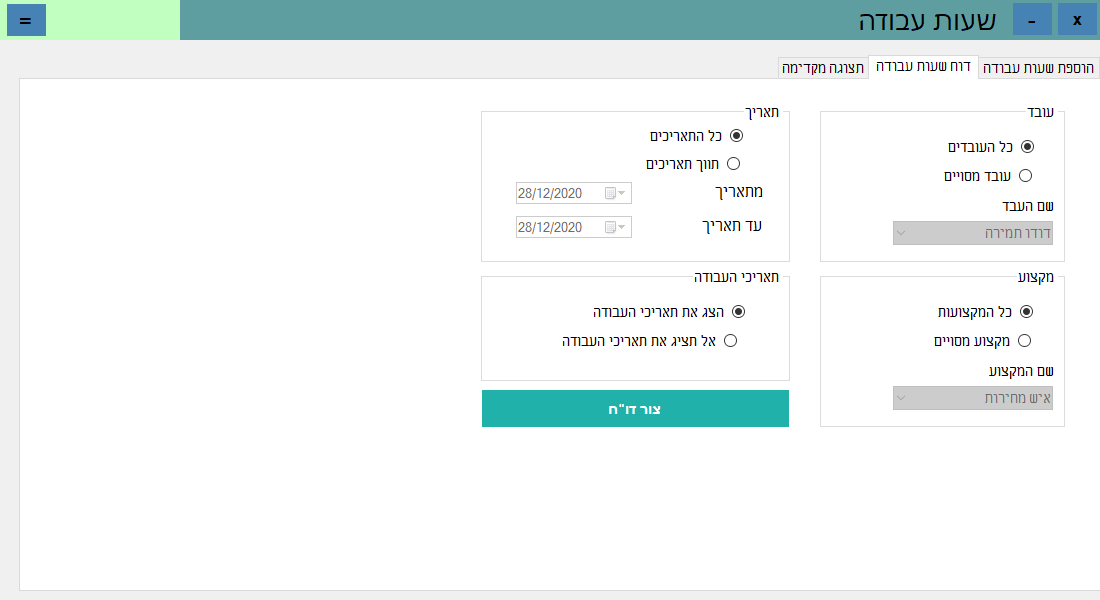 x
-
שעות עבודה
=
הוספת שעות עבודה
דוח שעות עבודה
תצוגה מקדימה
עובד
כל העובדים
עובד מסויים
שם העבד
דודו תמירה
תאריך
כל התאריכים
תווך תאריכים
מתאריך
28/12/2020
עד תאריך
28/12/2020
מקצוע
כל המקצועות
מקצוע מסויים
שם המקצוע
איש מחירות
תאריכי העבודה
הצג את תאריכי העבודה
אל תציג את תאריכי העבודה
צור דו"ח